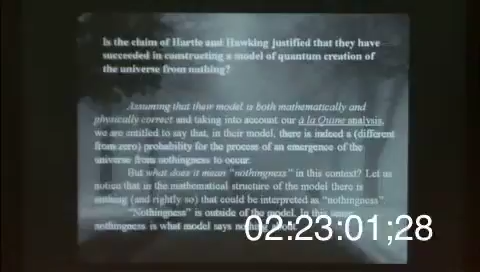 Is the claim of Hartle and Hawking justified that they have
succeeded in constructing a model of quantum creation of
the universe from nothing?
Assuming that their model is both mathematically and
physically correct and taking into account our à la Quine analysis,
we are entitled to say that, in their model, there is indeed a (different
from zero) probability for the process of an emergence of the
universe from nothingness to occur.
But what does it mean "nothingness" in this context? Let us
notice that in the mathematical structure of the model there is
nothing (and rightly so) that could be interpreted as "nothingness".
"Nothingness" is outside of the model. In this sense
nothingness is what model says nothing about.
02:23:01;28